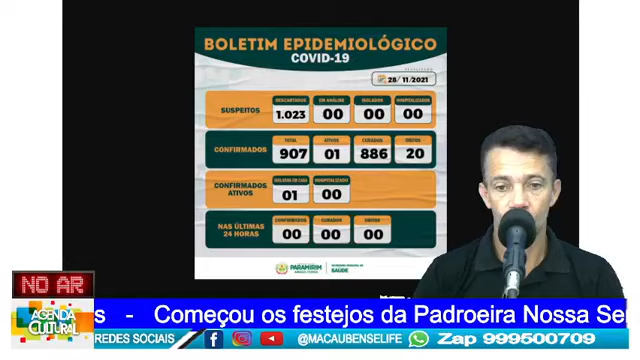 BOLETIM EPIDEMIOLÓGICO
COVID-19
28/11/2021
SUSPEITOS
DESCARTADOS
1.023
EM ANÁLISE
00
ISOLADOS
00
HOSPITALIZADOS
00
CONFIRMADOS
TOTAL
907
ATIVOS
01
CURADOS
886
ÓBITOS
20
CONFIRMADOS
ATIVOS
ISOLADOS EM CASA
01
HOSPITALIZADO
00
NAS ÚLTIMAS
24 HORAS
CONFIRMADOS
00
CURADOS
00
ÓBITOS
00
PARAMIRIM
SAÚDE
NO AR
AGENDA
CULTURAL
s - Começou os festejos da Padroeira Nossa Se
REDES SOCIAIS @MACAUBENSELIFE Zap 999500709